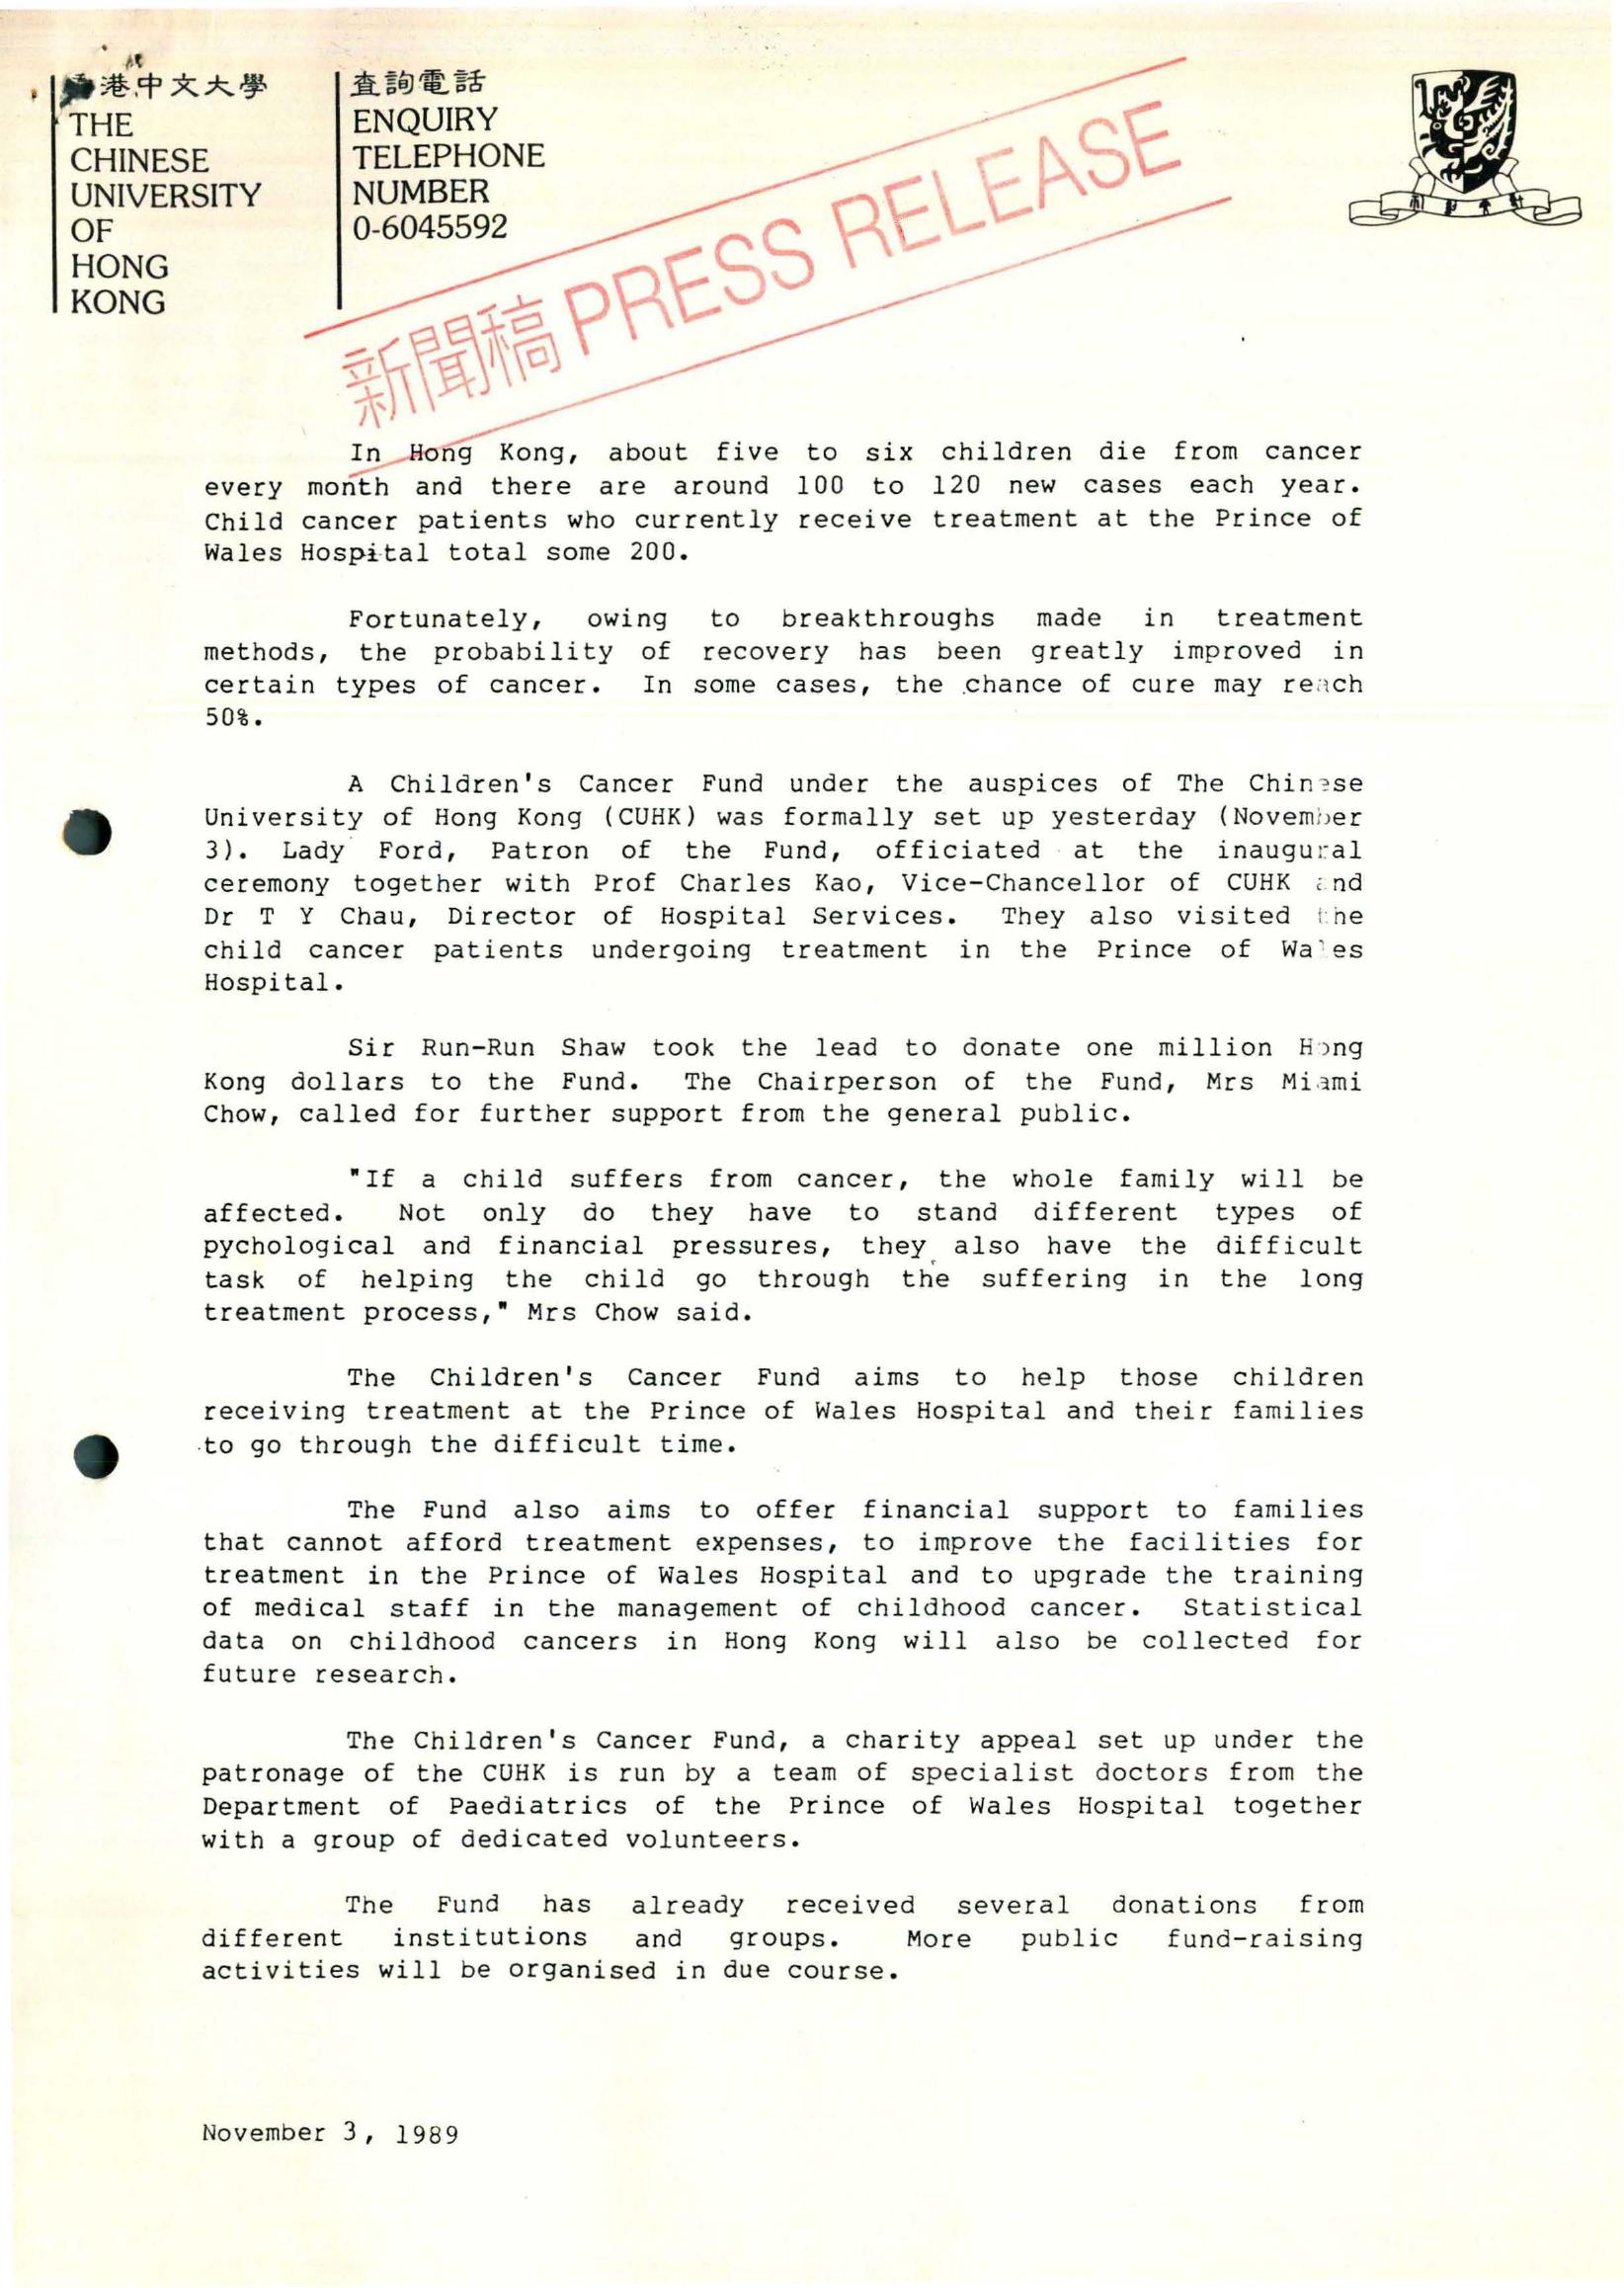 香港中文大學
THE
CHINESE
UNIVERSITY
OF
HONG
KONG
查詢電話
ENQUIRY
TELEPHONE
NUMBER
0-6045592
新聞稿 PRESS RELEASE
In Hong Kong, about five to six children die from cancer
every month and there are around 100 to 120 new cases each year.
Child cancer patients who currently receive treatment at the Prince of
Wales Hospital total some 200.
Fortunately, owing to breakthroughs made in treatment
methods, the probability of recovery has been greatly improved in
certain types of cancer. In some cases, the chance of cure may reach
50%.
A Children's Cancer Fund under the auspices of The Chinese
University of Hong Kong (CUHK) was formally set up yesterday (November
3). Lady Ford, Patron of the Fund, officiated at the inaugural
ceremony together with Prof Charles Kao, Vice-Chancellor of CUHK and
Dr T Y Chau, Director of Hospital Services. They also visited the
child cancer patients undergoing treatment in the Prince of Wales
Hospital.
Sir Run-Run Shaw took the lead to donate one million Hong
Kong dollars to the Fund. The Chairperson of the Fund, Mrs Miami
Chow, called for further support from the general public.
"If a child suffers from cancer, the whole family will be
affected. Not only do they have to stand different types of
pychological and financial pressures, they also have the difficult
task of helping the child go through the suffering in the long
treatment process," Mrs Chow said.
The Children's Cancer Fund aims to help those children
receiving treatment at the Prince of Wales Hospital and their families
to go through the difficult time.
The Fund also aims to offer financial support to families
that cannot afford treatment expenses, to improve the facilities for
treatment in the Prince of Wales Hospital and to upgrade the training
of medical staff in the management of childhood cancer. Statistical
data on childhood cancers in Hong Kong will also be collected for
future research.
The Children's Cancer Fund, a charity appeal set up under the
patronage of the CUHK is run by a team of specialist doctors from the
Department of Paediatrics of the Prince of Wales Hospital together
with a group of dedicated volunteers.
The Fund has already received several donations from
different institutions and groups. More public fund-raising
activities will be organised in due course.
November 3, 1989